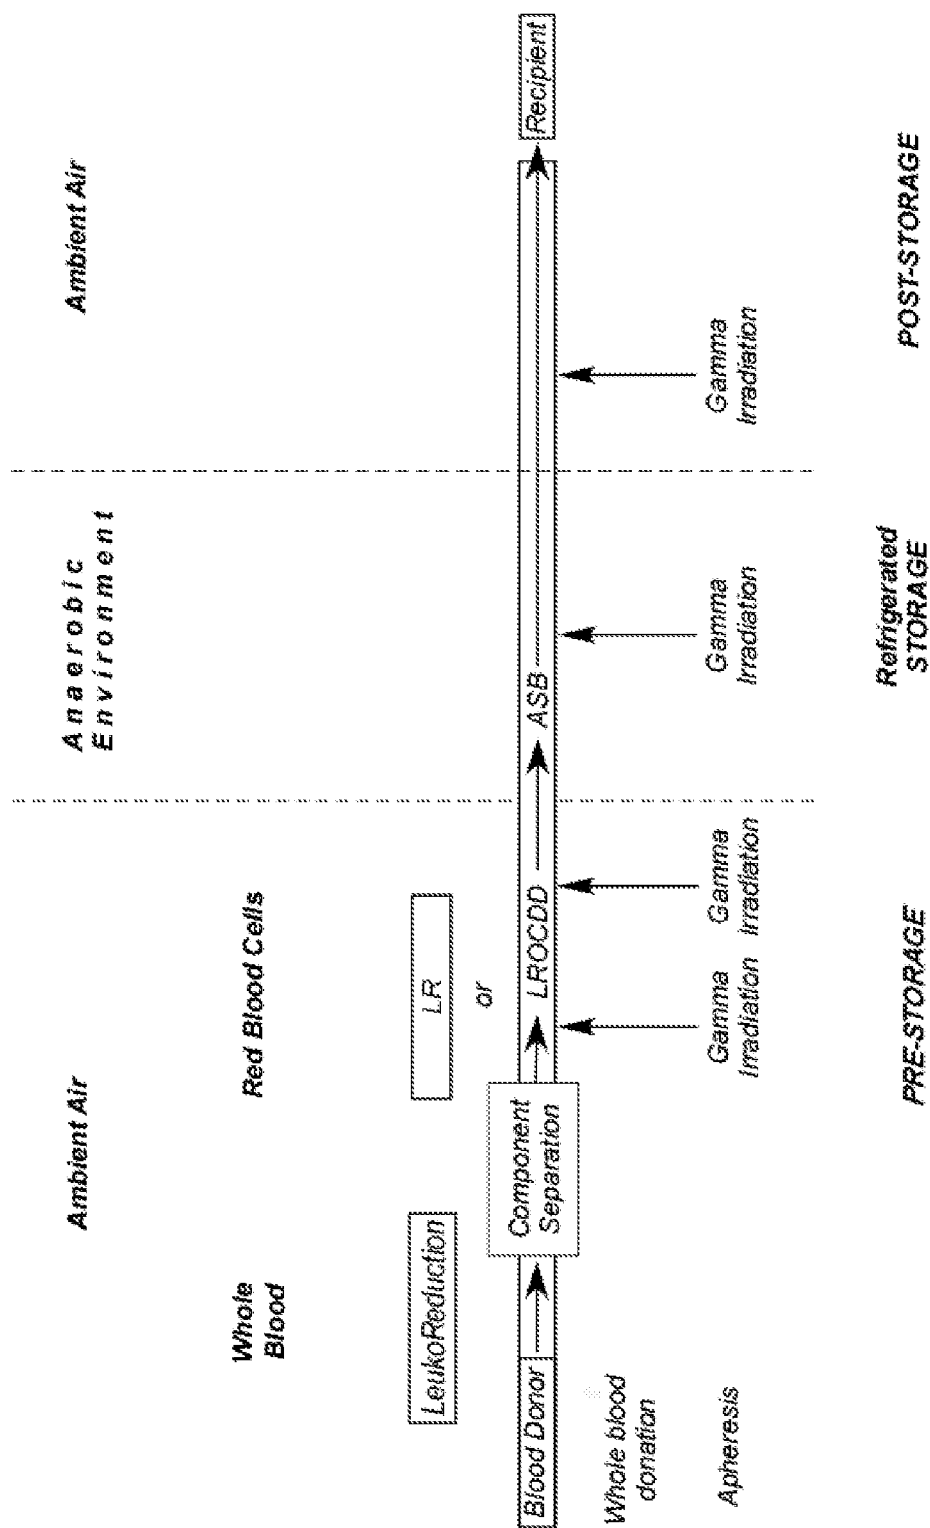 Ambient Air
Anaerobic
Environment
Ambient Air
Whole
Blood
Red Blood Cells
LeukoReduction
LR
or
Blood Donor
Component
Separation
LROCDD
ASB
Recipient
Whole blood
donation
Apheresis
Gamma
Irradiation
Gamma
Irradiation
Gamma
Irradiation
Gamma
Irradiation
PRE-STORAGE
Refrigerated
STORAGE
POST-STORAGE